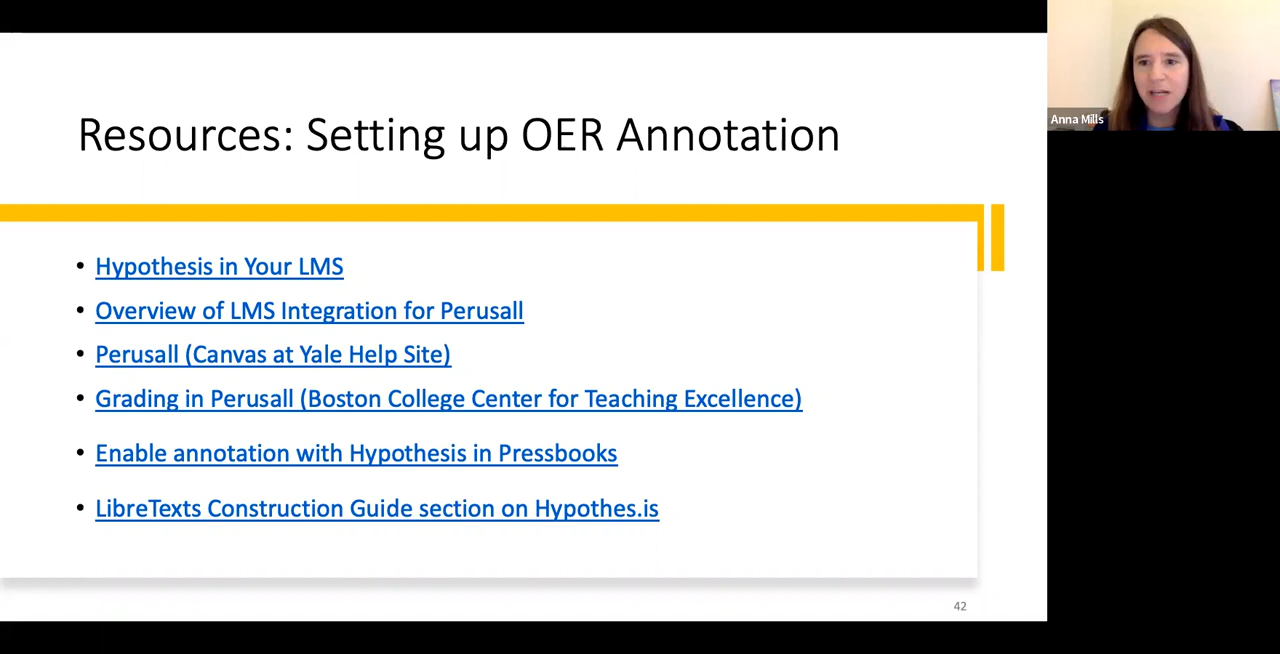 Resources: Setting up OER Annotation
Anna Mills
• Hypothesis in Your LMS
• Overview of LMS Integration for Perusall
• Perusall (Canvas at Yale Help Site)
• Grading in Perusall (Boston College Center for Teaching Excellence)
• Enable annotation with Hypothesis in Pressbooks
• LibreTexts Construction Guide section on Hypothes.is
42